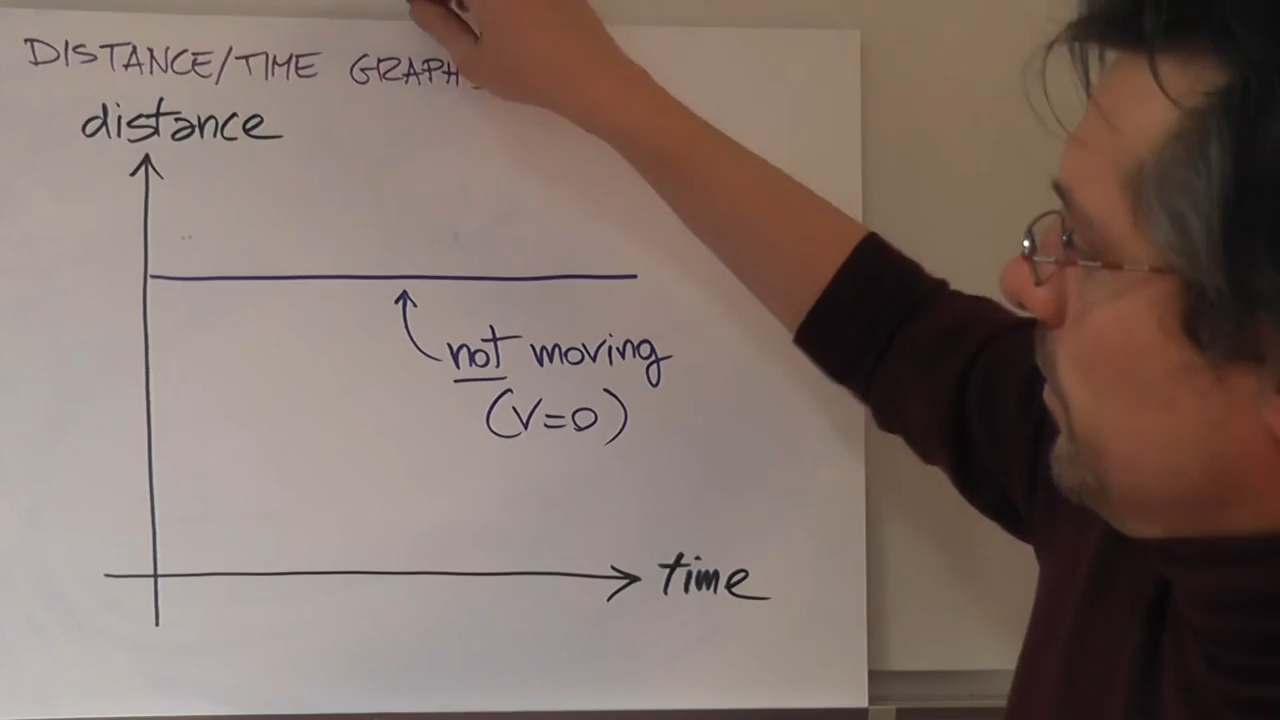 DISTANCE/TIME GRAPH
distance
not moving
(V=0)
time